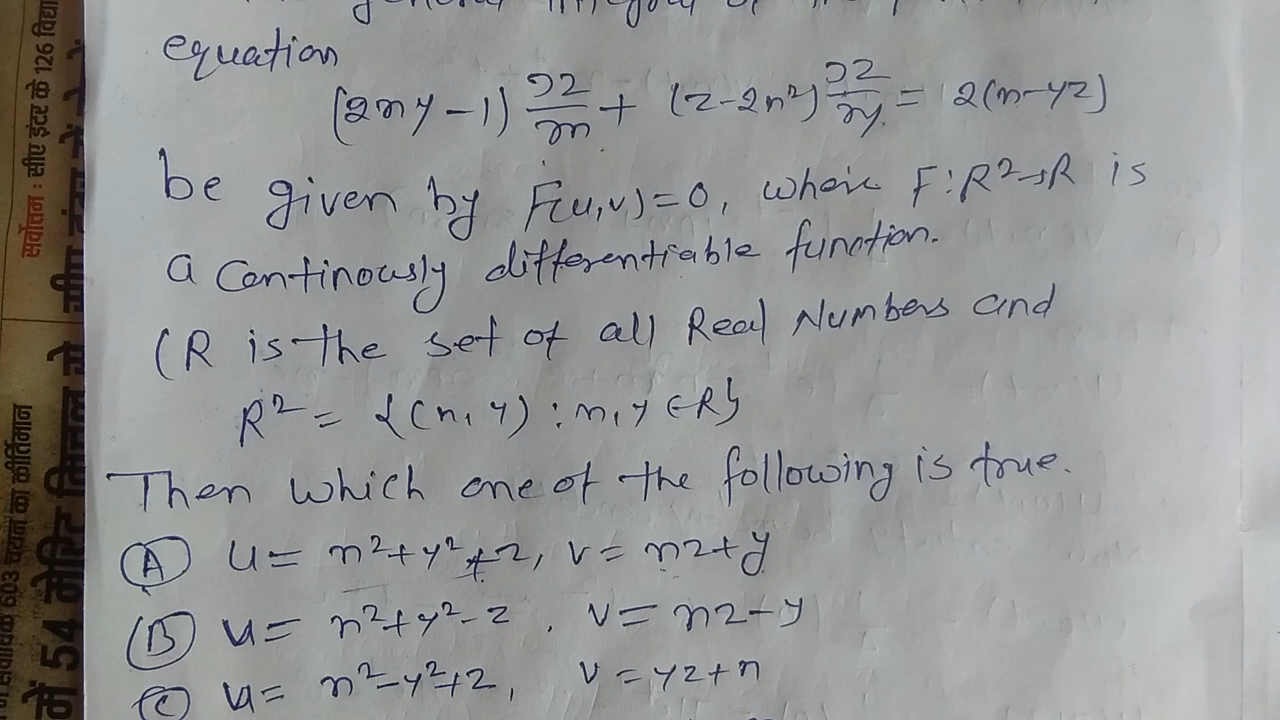 equation
(2xy-1) ∂z/∂x + (z-2x²) ∂z/∂y = 2(x-yz)
be given by F(u,v)=0, where F:R²→R is
a Continously differentiable function.
(R is the set of all Real Numbers and
R² = {(x,y) : x,y ∈ R}
Then which one of the following is true.
(A) u = x²+y²+z, v = xz+y
(B) u = x²+y²-z, v = xz-y
(C) u = x²-y²+z, v = yz+x
सर्वोत्तम : सीए इंटर के 126 विद्या
में 54 मेरिट